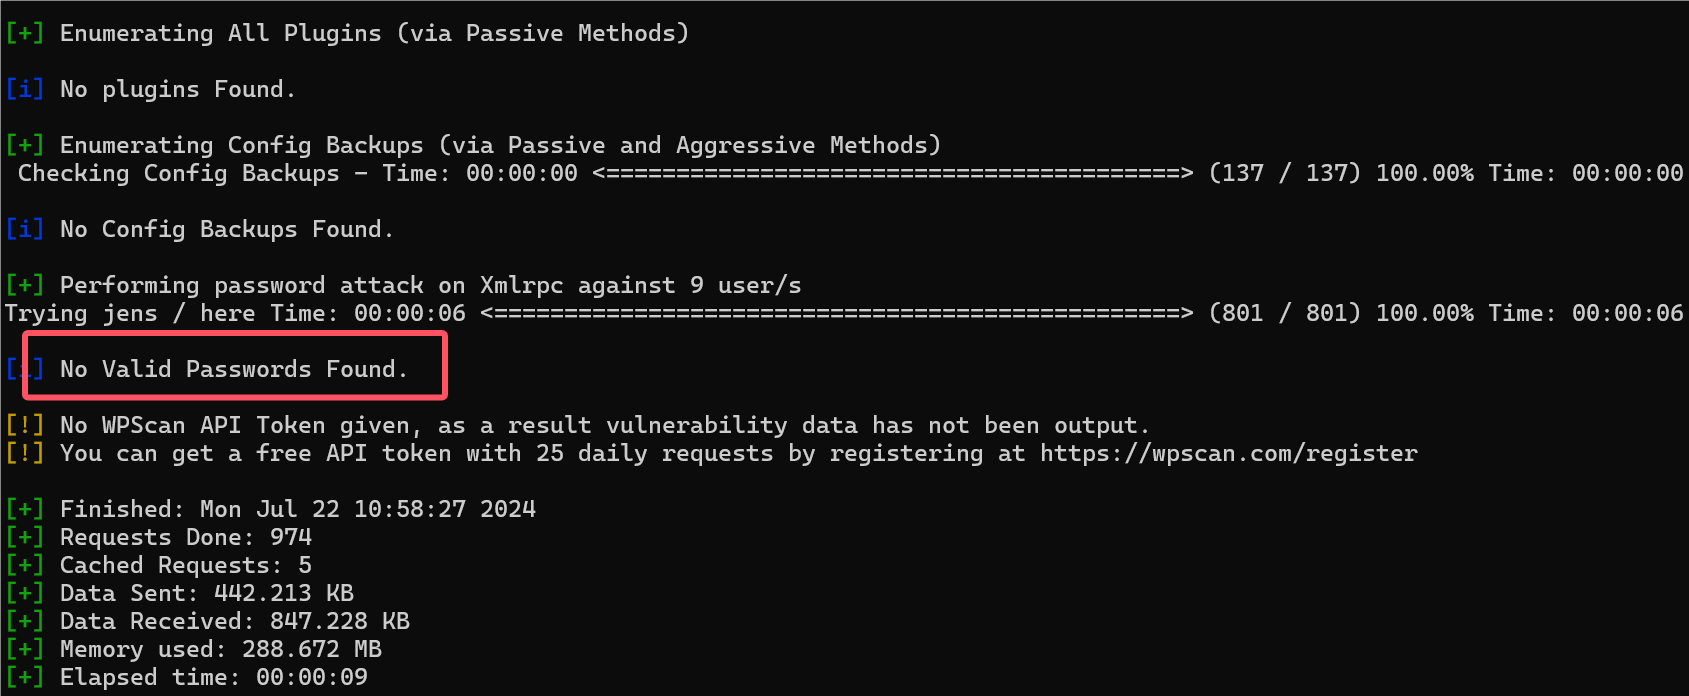 [+] Enumerating All Plugins (via Passive Methods)
[i] No plugins Found.
[+] Enumerating Config Backups (via Passive and Aggressive Methods)
Checking Config Backups - Time: 00:00:00 <=========================================> (137 / 137) 100.00% Time: 00:00:00
[i] No Config Backups Found.
[+] Performing password attack on Xmlrpc against 9 user/s
Trying jens / here Time: 00:00:06 <=================================================> (801 / 801) 100.00% Time: 00:00:06
[i] No Valid Passwords Found.
[!] No WPScan API Token given, as a result vulnerability data has not been output.
[!] You can get a free API token with 25 daily requests by registering at https://wpscan.com/register
[+] Finished: Mon Jul 22 10:58:27 2024
[+] Requests Done: 974
[+] Cached Requests: 5
[+] Data Sent: 442.213 KB
[+] Data Received: 847.228 KB
[+] Memory used: 288.672 MB
[+] Elapsed time: 00:00:09